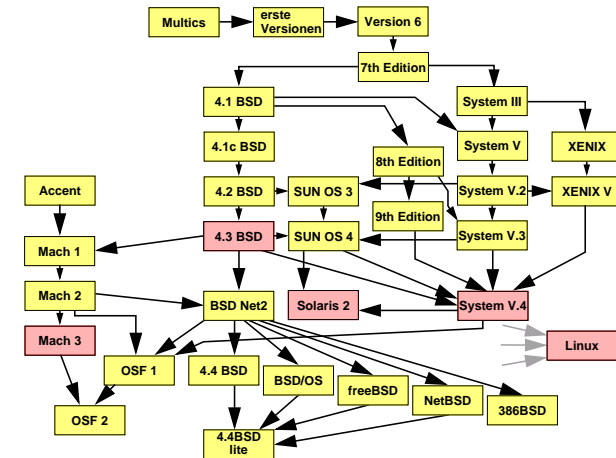 Multics
erste
Versionen
Version 6
7th Edition
4.1 BSD
System III
4.1c BSD
System V
XENIX
8th Edition
Accent
4.2 BSD
SUN OS 3
System V.2
XENIX V
9th Edition
Mach 1
4.3 BSD
SUN OS 4
System V.3
Mach 2
BSD Net2
Solaris 2
System V.4
Mach 3
Linux
OSF 1
4.4 BSD
BSD/OS
freeBSD
NetBSD
386BSD
OSF 2
4.4BSD
lite